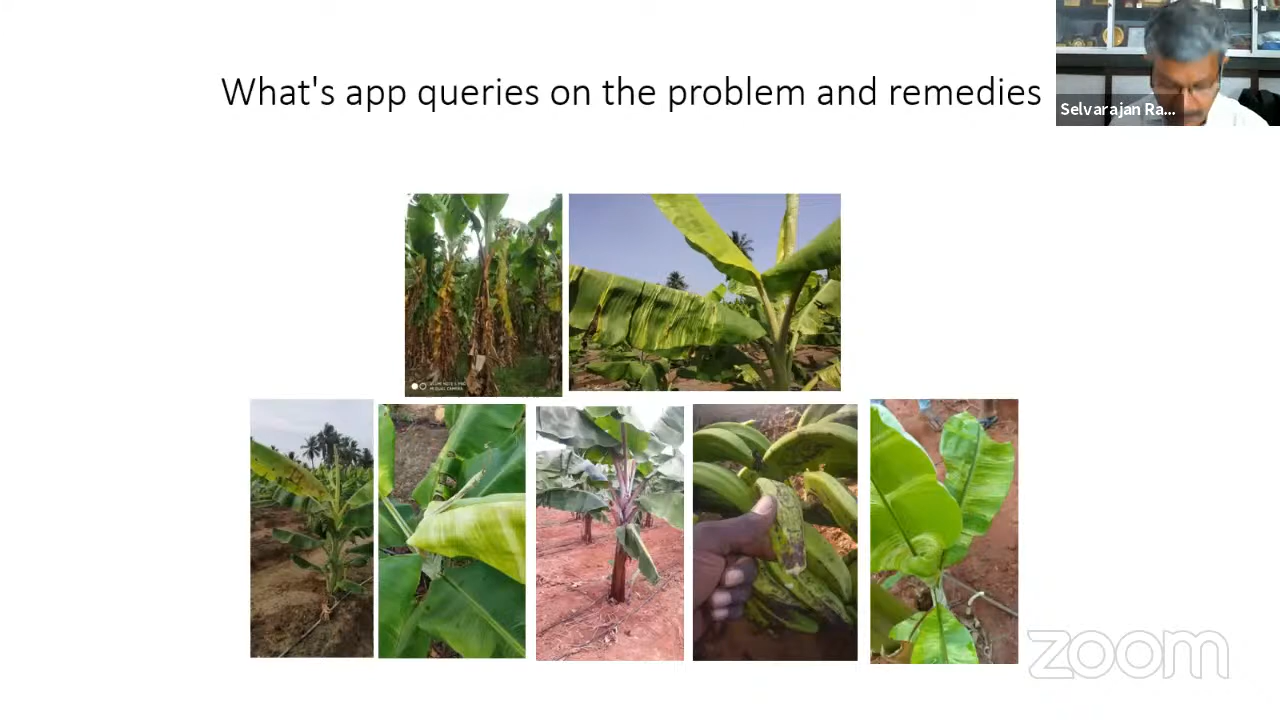 What's app queries on the problem and remedies
Selvarajan Ra...
zoom